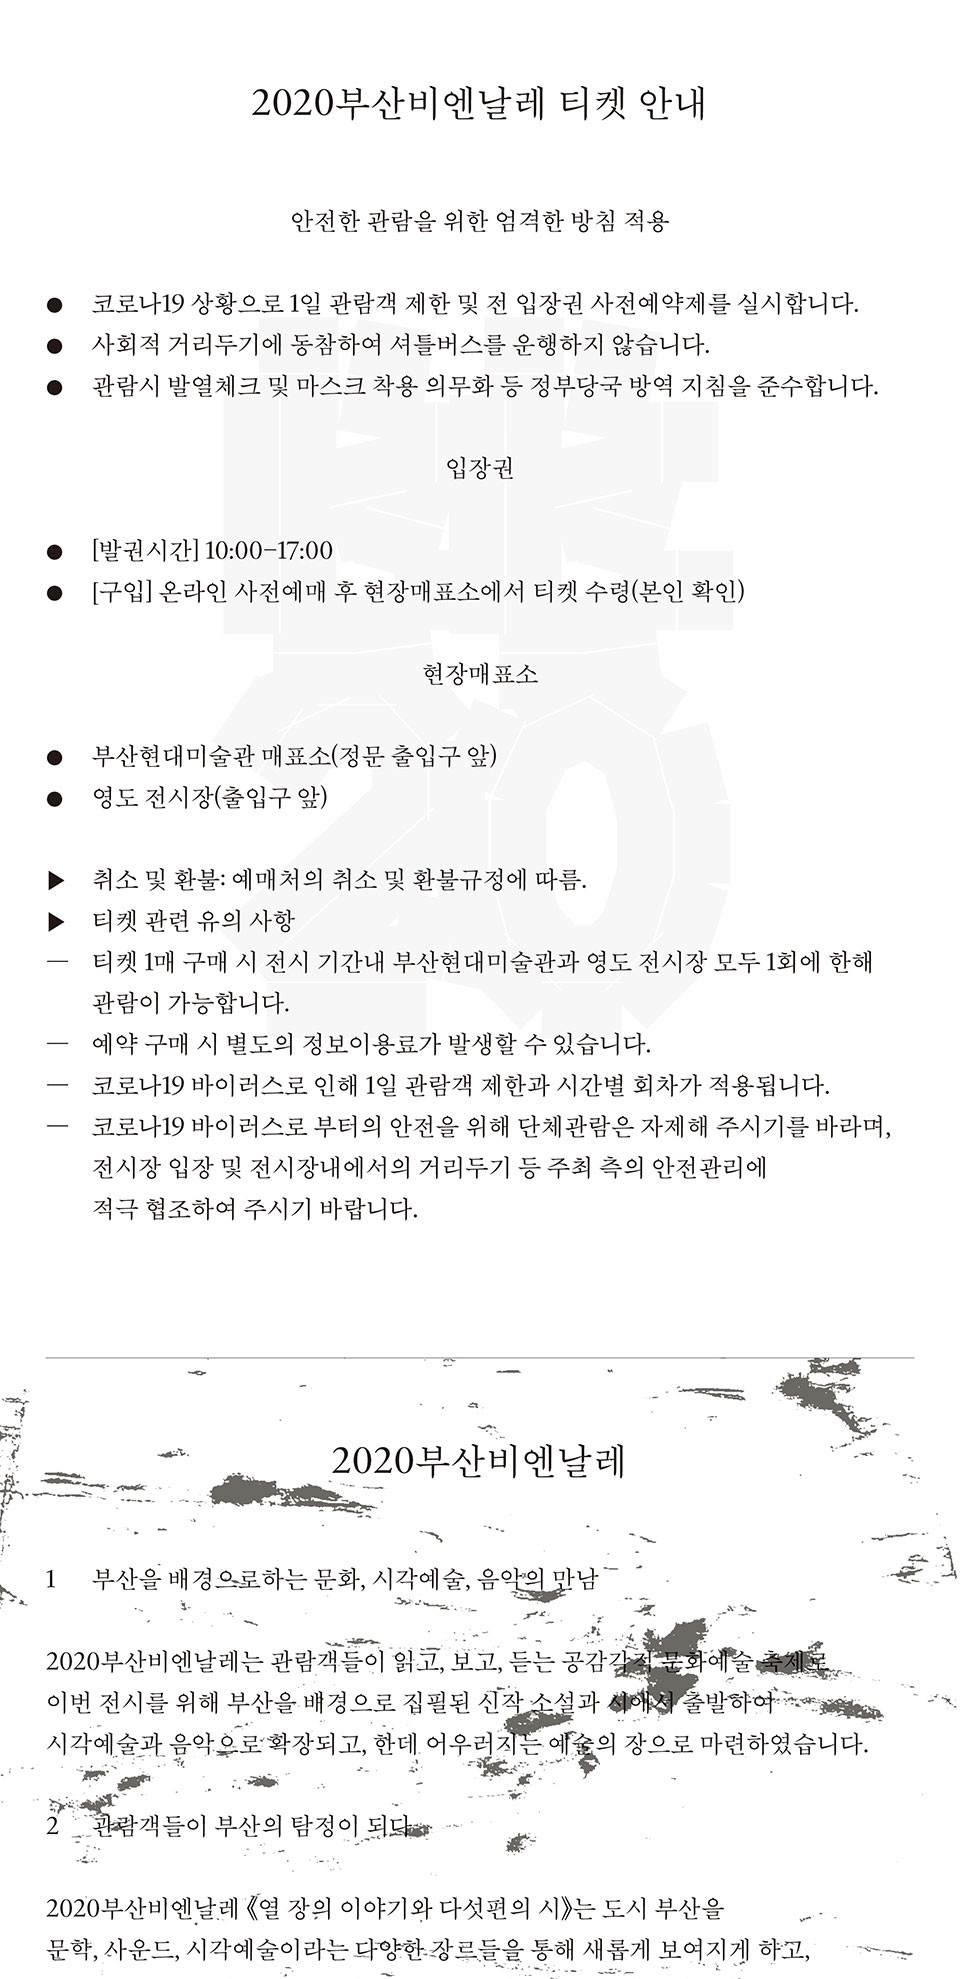 2020부산비엔날레 티켓 안내
안전한 관람을 위한 엄격한 방침 적용
● 코로나19 상황으로 1일 관람객 제한 및 전 입장권 사전예약제를 실시합니다.
● 사회적 거리두기에 동참하여 셔틀버스를 운행하지 않습니다.
● 관람시 발열체크 및 마스크 착용 의무화 등 정부당국 방역 지침을 준수합니다.
입장권
● [발권시간] 10:00–17:00
● [구입] 온라인 사전예매 후 현장매표소에서 티켓 수령(본인 확인)
현장매표소
● 부산현대미술관 매표소(정문 출입구 앞)
● 영도 전시장(출입구 앞)
▶ 취소 및 환불: 예매처의 취소 및 환불규정에 따름.
▶ 티켓 관련 유의 사항
— 티켓 1매 구매 시 전시 기간내 부산현대미술관과 영도 전시장 모두 1회에 한해
관람이 가능합니다.
— 예약 구매 시 별도의 정보이용료가 발생할 수 있습니다.
— 코로나19 바이러스로 인해 1일 관람객 제한과 시간별 회차가 적용됩니다.
— 코로나19 바이러스로 부터의 안전을 위해 단체관람은 자제해 주시기를 바라며,
전시장 입장 및 전시장내에서의 거리두기 등 주최 측의 안전관리에
적극 협조하여 주시기 바랍니다.
2020부산비엔날레
1 부산을 배경으로하는 문화, 시각예술, 음악의 만남
2020부산비엔날레는 관람객들이 읽고, 보고, 듣는 공감각적 문화예술 축제로
이번 전시를 위해 부산을 배경으로 집필된 신작 소설과 시에서 출발하여
시각예술과 음악으로 확장되고, 한데 어우러지는 예술의 장으로 마련하였습니다.
2 관람객들이 부산의 탐정이 되다
2020부산비엔날레 《열 장의 이야기와 다섯편의 시》는 도시 부산을
문학, 사운드, 시각예술이라는 다양한 장르들을 통해 새롭게 보여지게 하고,